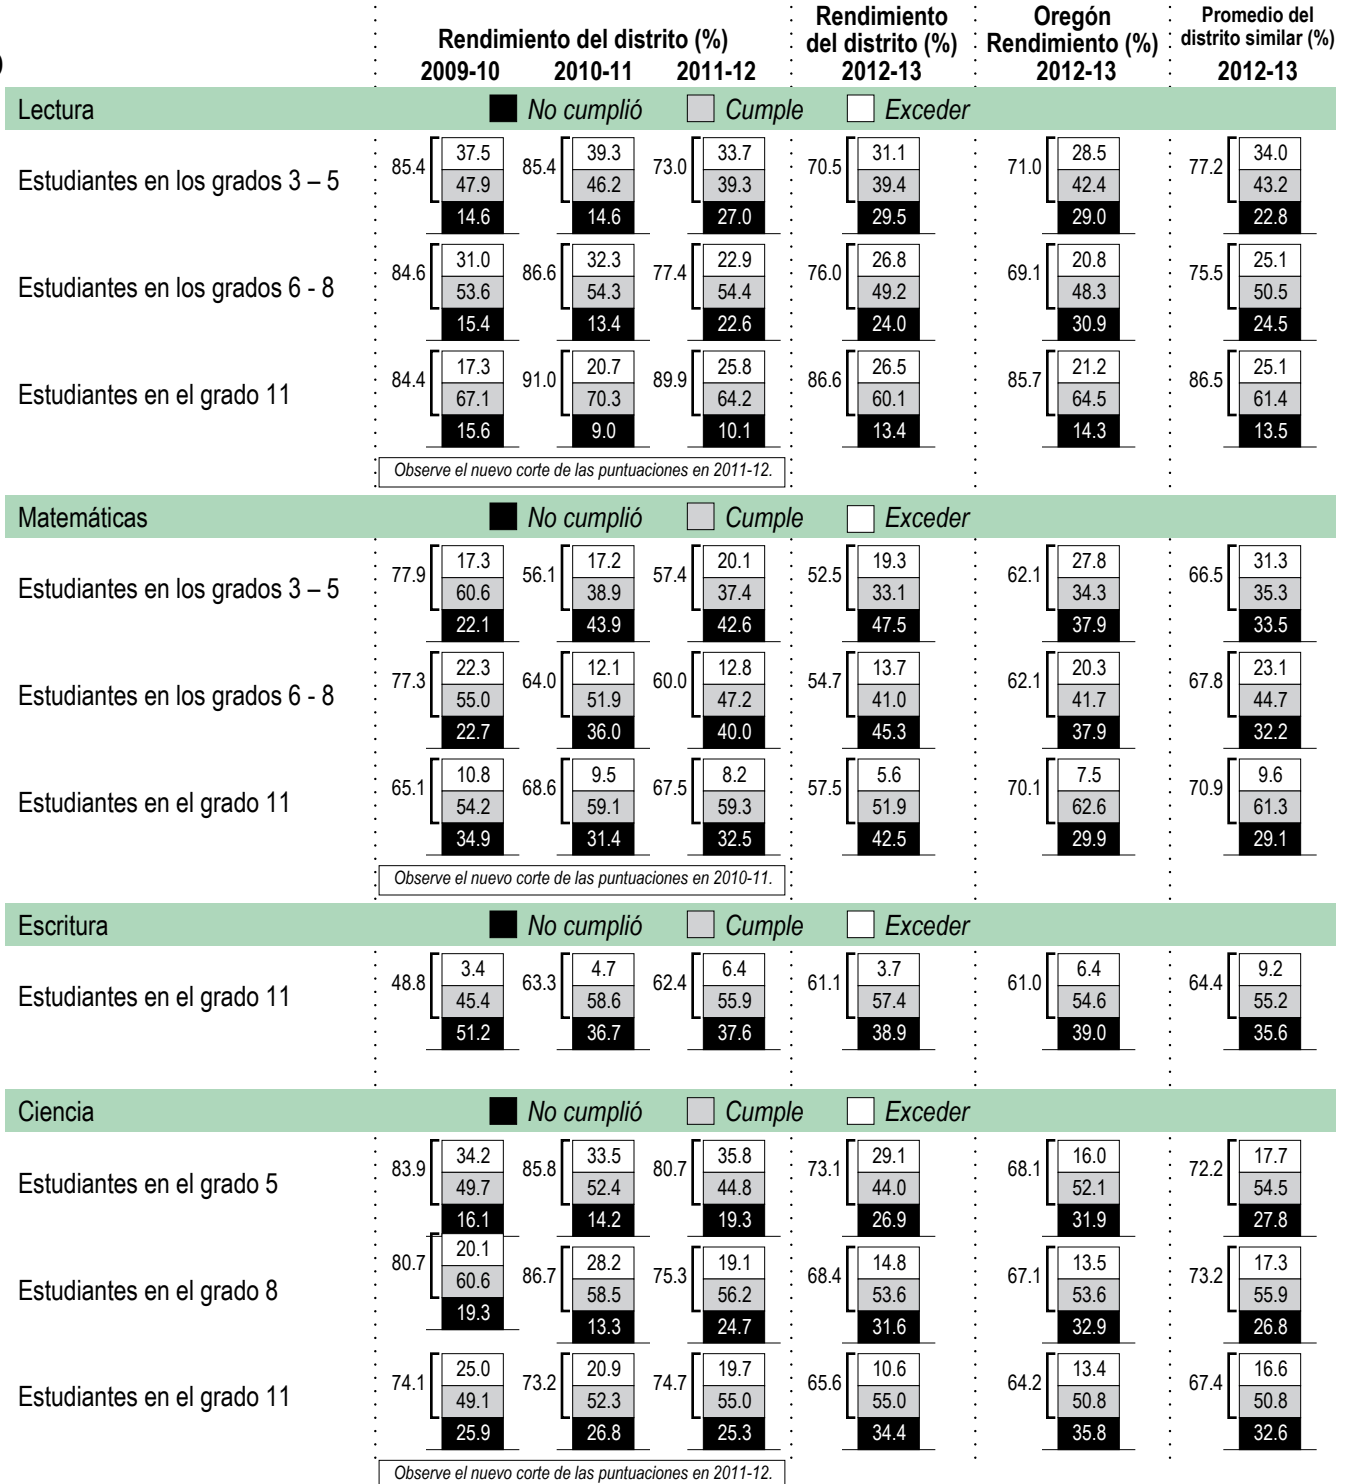 Rendimiento del distrito (%)
2009-10 2010-11 2011-12
Rendimiento
del distrito (%)
2012-13
Oregón
Rendimiento (%)
2012-13
Promedio del
distrito similar (%)
2012-13
Lectura No cumplió Cumple Exceder
Estudiantes en los grados 3 – 5
85.4 37.5 47.9 14.6
85.4 39.3 46.2 14.6
73.0 33.7 39.3 27.0
70.5 31.1 39.4 29.5
71.0 28.5 42.4 29.0
77.2 34.0 43.2 22.8
Estudiantes en los grados 6 - 8
84.6 31.0 53.6 15.4
86.6 32.3 54.3 13.4
77.4 22.9 54.4 22.6
76.0 26.8 49.2 24.0
69.1 20.8 48.3 30.9
75.5 25.1 50.5 24.5
Estudiantes en el grado 11
84.4 17.3 67.1 15.6
91.0 20.7 70.3 9.0
89.9 25.8 64.2 10.1
86.6 26.5 60.1 13.4
85.7 21.2 64.5 14.3
86.5 25.1 61.4 13.5
Observe el nuevo corte de las puntuaciones en 2011-12.
Matemáticas No cumplió Cumple Exceder
Estudiantes en los grados 3 – 5
77.9 17.3 60.6 22.1
56.1 17.2 38.9 43.9
57.4 20.1 37.4 42.6
52.5 19.3 33.1 47.5
62.1 27.8 34.3 37.9
66.5 31.3 35.3 33.5
Estudiantes en los grados 6 - 8
77.3 22.3 55.0 22.7
64.0 12.1 51.9 36.0
60.0 12.8 47.2 40.0
54.7 13.7 41.0 45.3
62.1 20.3 41.7 37.9
67.8 23.1 44.7 32.2
Estudiantes en el grado 11
65.1 10.8 54.2 34.9
68.6 9.5 59.1 31.4
67.5 8.2 59.3 32.5
57.5 5.6 51.9 42.5
70.1 7.5 62.6 29.9
70.9 9.6 61.3 29.1
Observe el nuevo corte de las puntuaciones en 2010-11.
Escritura No cumplió Cumple Exceder
Estudiantes en el grado 11
48.8 3.4 45.4 51.2
63.3 4.7 58.6 36.7
62.4 6.4 55.9 37.6
61.1 3.7 57.4 38.9
61.0 6.4 54.6 39.0
64.4 9.2 55.2 35.6
Ciencia No cumplió Cumple Exceder
Estudiantes en el grado 5
83.9 34.2 49.7 16.1
85.8 33.5 52.4 14.2
80.7 35.8 44.8 19.3
73.1 29.1 44.0 26.9
68.1 16.0 52.1 31.9
72.2 17.7 54.5 27.8
Estudiantes en el grado 8
80.7 20.1 60.6 19.3
86.7 28.2 58.5 13.3
75.3 19.1 56.2 24.7
68.4 14.8 53.6 31.6
67.1 13.5 53.6 32.9
73.2 17.3 55.9 26.8
Estudiantes en el grado 11
74.1 25.0 49.1 25.9
73.2 20.9 52.3 26.8
74.7 19.7 55.0 25.3
65.6 10.6 55.0 34.4
64.2 13.4 50.8 35.8
67.4 16.6 50.8 32.6
Observe el nuevo corte de las puntuaciones en 2011-12.